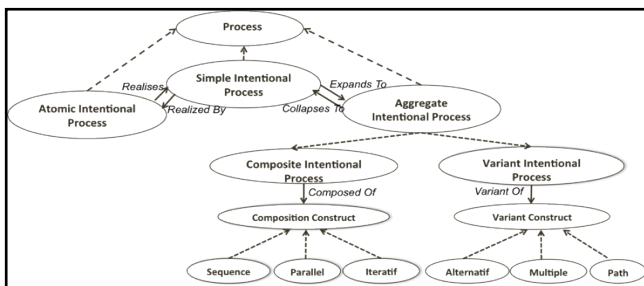 Process
Simple Intentional
Process
Realises
Expands To
Atomic Intentional
Process
Realized By
Collapses To
Aggregate
Intentional Process
Composite Intentional
Process
Variant Intentional
Process
Composed Of
Variant Of
Composition Construct
Variant Construct
Sequence
Parallel
Iteratif
Alternatif
Multiple
Path